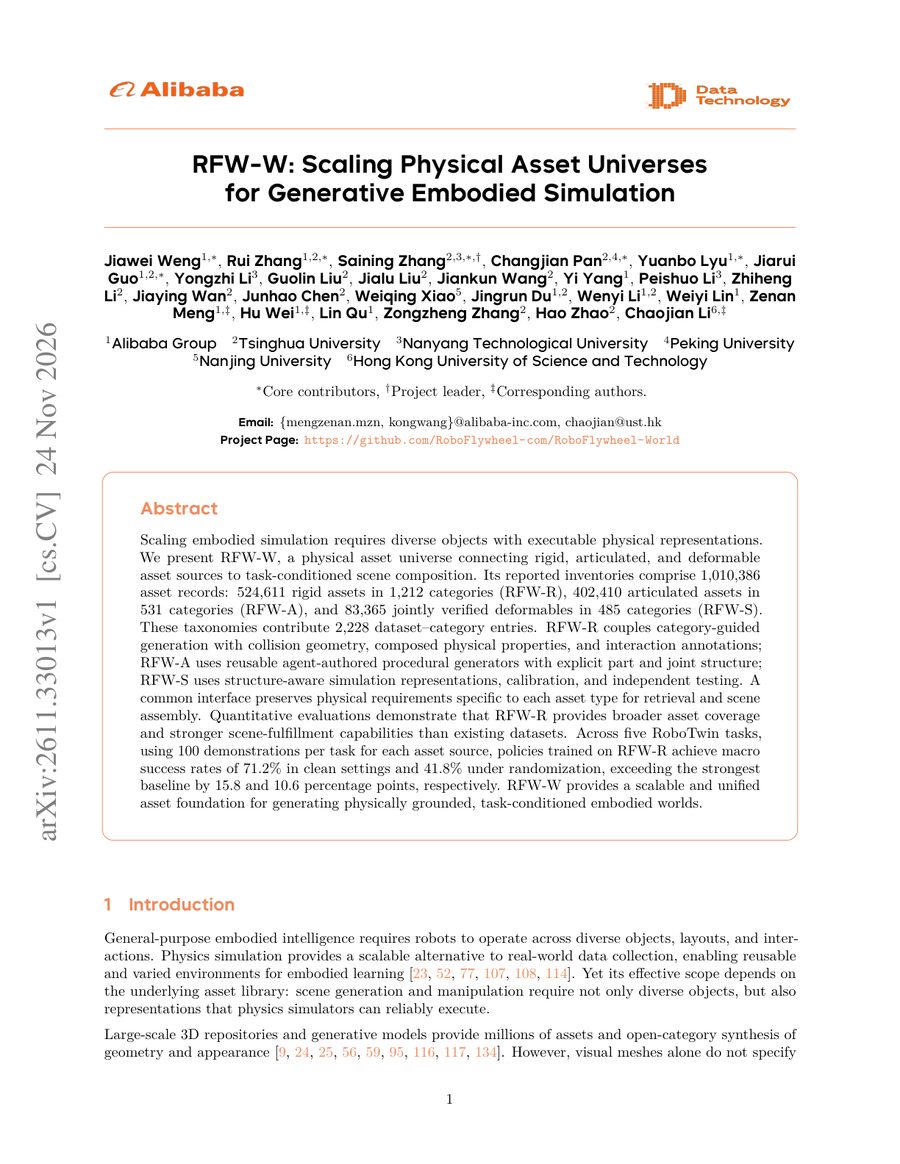 Alibaba
Data
Technology
RFW-W: Scaling Physical Asset Universes
for Generative Embodied Simulation
Jiawei Weng1,∗, Rui Zhang1,2,∗, Saining Zhang2,3,∗,†, Changjian Pan2,4,∗, Yuanbo Lyu1,∗, Jiarui
Guo1,2,∗, Yongzhi Li3, Guolin Liu2, Jialu Liu2, Jiankun Wang2, Yi Yang1, Peishuo Li3, Zhiheng
Li2, Jiaying Wan2, Junhao Chen2, Weiqing Xiao5, Jingrun Du1,2, Wenyi Li1,2, Weiyi Lin1, Zenan
Meng1,‡, Hu Wei1,‡, Lin Qu1, Zongzheng Zhang2, Hao Zhao2, Chaojian Li6,‡
1Alibaba Group 2Tsinghua University 3Nanyang Technological University 4Peking University
5Nanjing University 6Hong Kong University of Science and Technology
∗Core contributors, †Project leader, ‡Corresponding authors.
Email: {mengzenan.mzn, kongwang}@alibaba-inc.com, chaojian@ust.hk
Project Page: https://github.com/RoboFlywheel-com/RoboFlywheel-World
arXiv:2611.33013v1 [cs.CV] 24 Nov 2026
Abstract
Scaling embodied simulation requires diverse objects with executable physical representations.
We present RFW-W, a physical asset universe connecting rigid, articulated, and deformable
asset sources to task-conditioned scene composition. Its reported inventories comprise 1,010,386
asset records: 524,611 rigid assets in 1,212 categories (RFW-R), 402,410 articulated assets in
531 categories (RFW-A), and 83,365 jointly verified deformables in 485 categories (RFW-S).
These taxonomies contribute 2,228 dataset–category entries. RFW-R couples category-guided
generation with collision geometry, composed physical properties, and interaction annotations;
RFW-A uses reusable agent-authored procedural generators with explicit part and joint structure;
RFW-S uses structure-aware simulation representations, calibration, and independent testing. A
common interface preserves physical requirements specific to each asset type for retrieval and scene
assembly. Quantitative evaluations demonstrate that RFW-R provides broader asset coverage
and stronger scene-fulfillment capabilities than existing datasets. Across five RoboTwin tasks,
using 100 demonstrations per task for each asset source, policies trained on RFW-R achieve macro
success rates of 71.2% in clean settings and 41.8% under randomization, exceeding the strongest
baseline by 15.8 and 10.6 percentage points, respectively. RFW-W provides a scalable and unified
asset foundation for generating physically grounded, task-conditioned embodied worlds.
1 Introduction
General-purpose embodied intelligence requires robots to operate across diverse objects, layouts, and inter-
actions. Physics simulation provides a scalable alternative to real-world data collection, enabling reusable
and varied environments for embodied learning [23, 52, 77, 107, 108, 114]. Yet its effective scope depends on
the underlying asset library: scene generation and manipulation require not only diverse objects, but also
representations that physics simulators can reliably execute.
Large-scale 3D repositories and generative models provide millions of assets and open-category synthesis of
geometry and appearance [9, 24, 25, 56, 59, 95, 116, 117, 134]. However, visual meshes alone do not specify
1